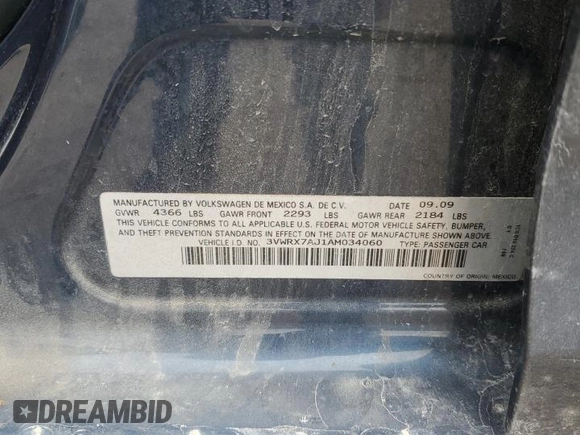 MANUFACTURED BY VOLKSWAGEN DE MEXICO S.A. DE C.V. DATE 09.09
GVWR 4366 LBS GAWR FRONT 2293 LBS GAWR REAR 2184 LBS
THIS VEHICLE CONFORMS TO ALL APPLICABLE U.S. FEDERAL MOTOR VEHICLE SAFETY, BUMPER,
AND THEFT PREVENTION STANDARDS IN EFFECT ON THE DATE OF MANUFACTURE SHOWN ABOVE.
VEHICLE I.D. NO. 3VWRX7AJ1AM034060 TYPE: PASSENGER CAR
COUNTRY OF ORIGIN: MEXICO
DREAMBID